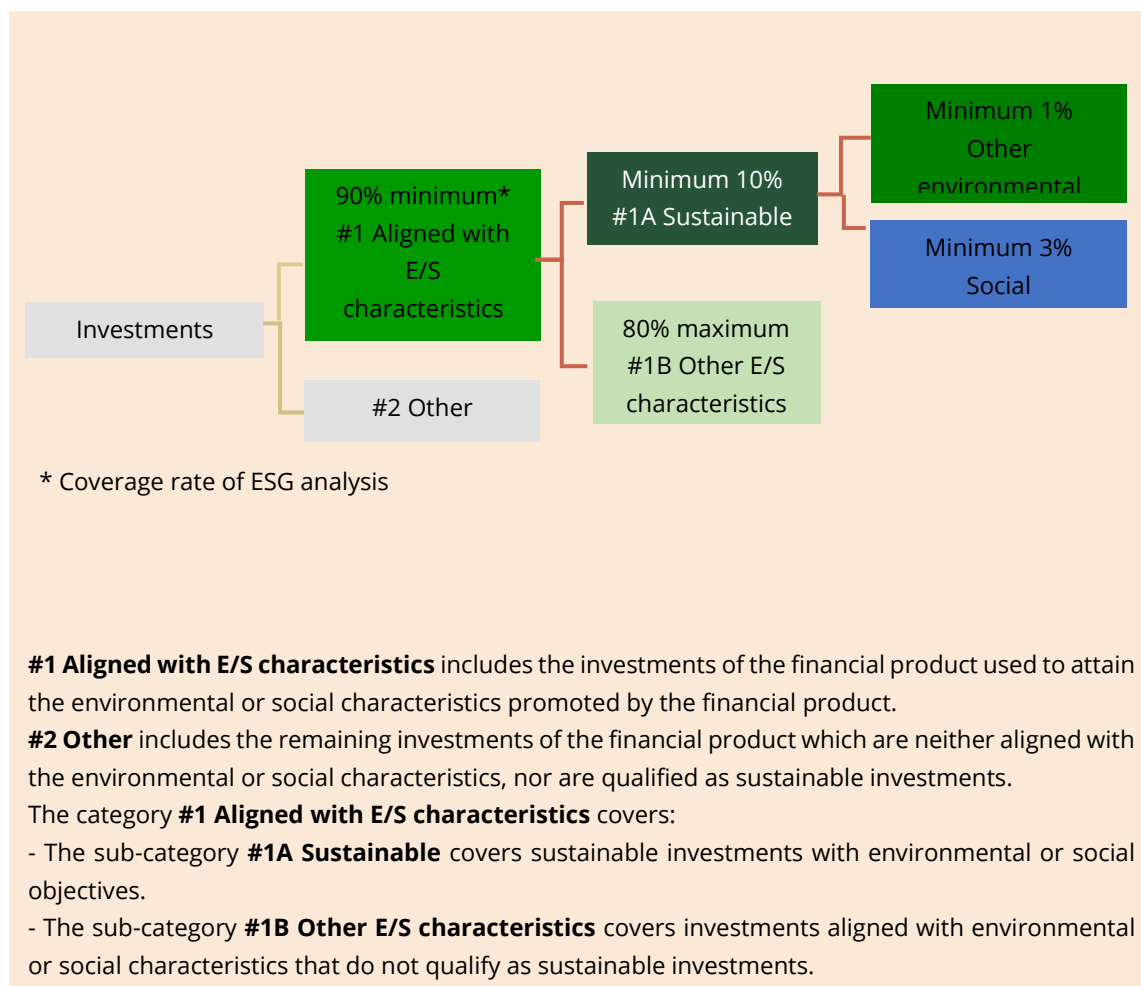 Minimum 1%
Other
environmental
Minimum 10%
#1A Sustainable
90% minimum*
#1 Aligned with
E/S
characteristics
Minimum 3%
Social
Investments
80% maximum
#1B Other E/S
characteristics
#2 Other
* Coverage rate of ESG analysis
#1 Aligned with E/S characteristics includes the investments of the financial product used to attain
the environmental or social characteristics promoted by the financial product.
#2 Other includes the remaining investments of the financial product which are neither aligned with
the environmental or social characteristics, nor are qualified as sustainable investments.
The category #1 Aligned with E/S characteristics covers:
- The sub-category #1A Sustainable covers sustainable investments with environmental or social
objectives.
- The sub-category #1B Other E/S characteristics covers investments aligned with environmental
or social characteristics that do not qualify as sustainable investments.